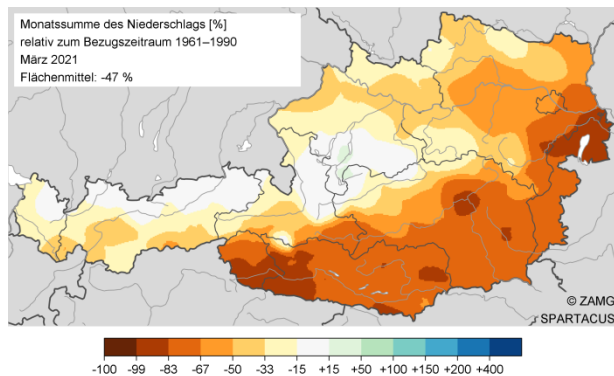 Monatssumme des Niederschlags [%]
relativ zum Bezugszeitraum 1961–1990
März 2021
Flächenmittel: -47 %
© ZAMG
SPARTACUS
-100 -99 -83 -67 -50 -33 -15 +15 +50 +100 +150 +200 +400